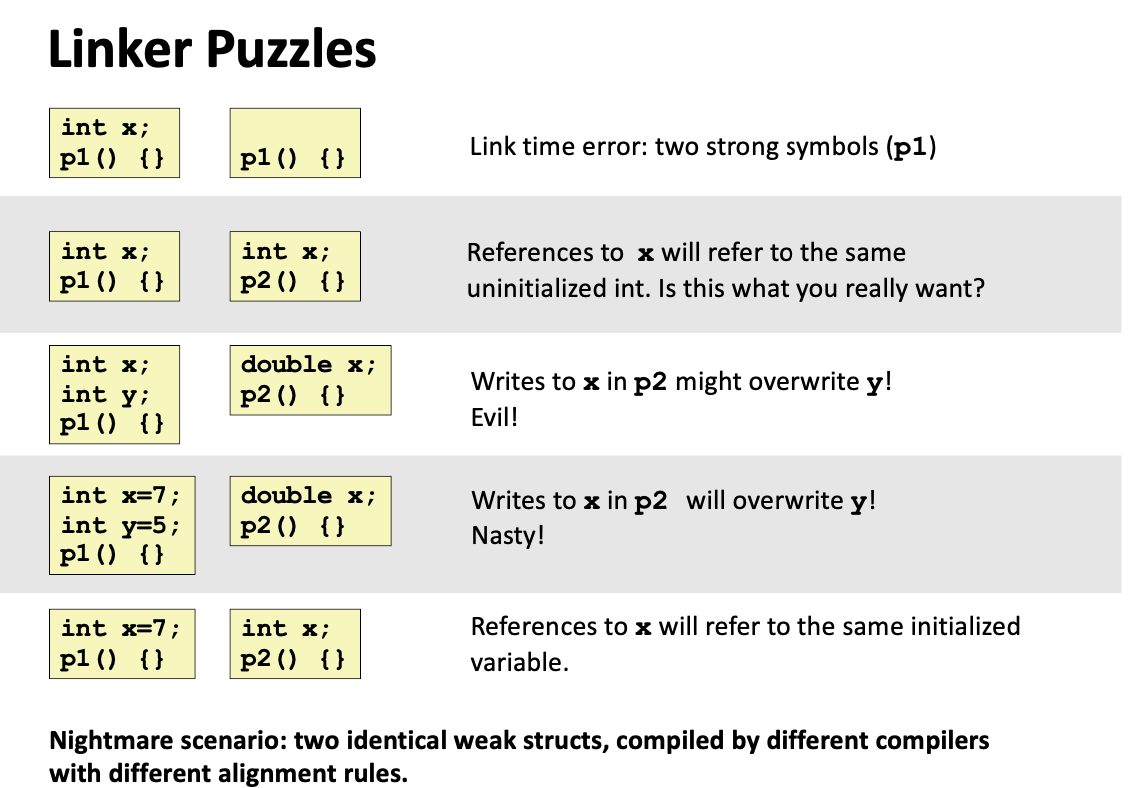 Linker Puzzles
int x;
p1() {}
p1() {}
Link time error: two strong symbols (p1)
int x;
p1() {}
int x;
p2() {}
References to x will refer to the same
uninitialized int. Is this what you really want?
int x;
int y;
p1() {}
double x;
p2() {}
Writes to x in p2 might overwrite y!
Evil!
int x=7;
int y=5;
p1() {}
double x;
p2() {}
Writes to x in p2 will overwrite y!
Nasty!
int x=7;
p1() {}
int x;
p2() {}
References to x will refer to the same initialized
variable.
Nightmare scenario: two identical weak structs, compiled by different compilers
with different alignment rules.